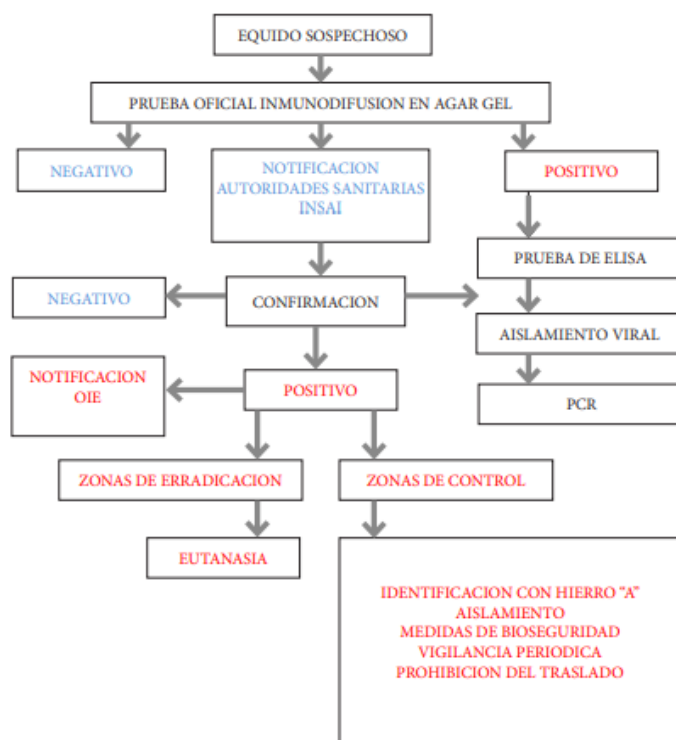 EQUIDO SOSPECHOSO
PRUEBA OFICIAL INMUNODIFUSION EN AGAR GEL
NEGATIVO
NOTIFICACION
AUTORIDADES SANITARIAS
INSAI
POSITIVO
PRUEBA DE ELISA
NEGATIVO
CONFIRMACION
AISLAMIENTO VIRAL
NOTIFICACION
OIE
POSITIVO
PCR
ZONAS DE ERRADICACION
ZONAS DE CONTROL
EUTANASIA
IDENTIFICACION CON HIERRO “A”
AISLAMIENTO
MEDIDAS DE BIOSEGURIDAD
VIGILANCIA PERIODICA
PROHIBICION DEL TRASLADO